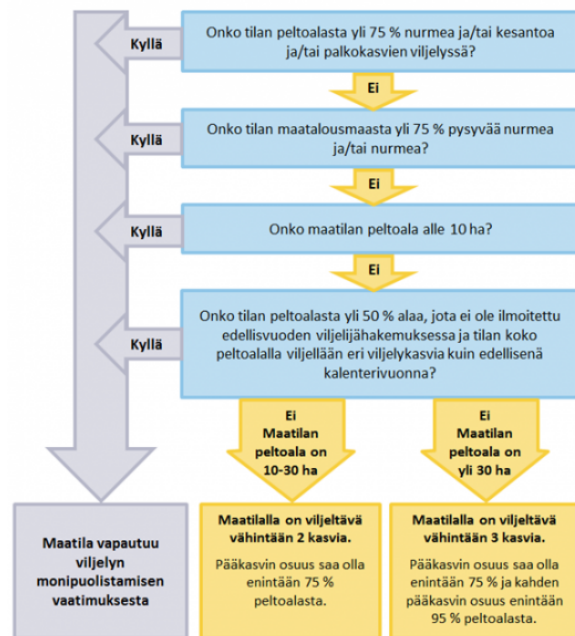 Onko tilan peltoalasta yli 75 % nurmea ja/tai kesantoa
ja/tai palkokasvien viljelyssä?
Kyllä
Ei
Onko tilan maatalousmaasta yli 75 % pysyvää nurmea
ja/tai nurmea?
Kyllä
Ei
Onko maatilan peltoala alle 10 ha?
Kyllä
Ei
Onko tilan peltoalasta yli 50 % alaa, jota ei ole ilmoitettu
edellisvuoden viljelijähakemuksessa ja tilan koko
peltoalalla viljellään eri viljelykasvia kuin edellisenä
kalenterivuonna?
Kyllä
Ei
Maatilan
peltoala on
10-30 ha
Ei
Maatilan
peltoala on
yli 30 ha
Maatila vapautuu
viljelyn
monipuolistamisen
vaatimuksesta
Maatilalla on viljeltävä
vähintään 2 kasvia.
Pääkasvin osuus saa olla
enintään 75 %
peltoalasta.
Maatilalla on viljeltävä
vähintään 3 kasvia.
Pääkasvin osuus saa olla
enintään 75 % ja kahden
pääkasvin osuus enintään
95 % peltoalasta.